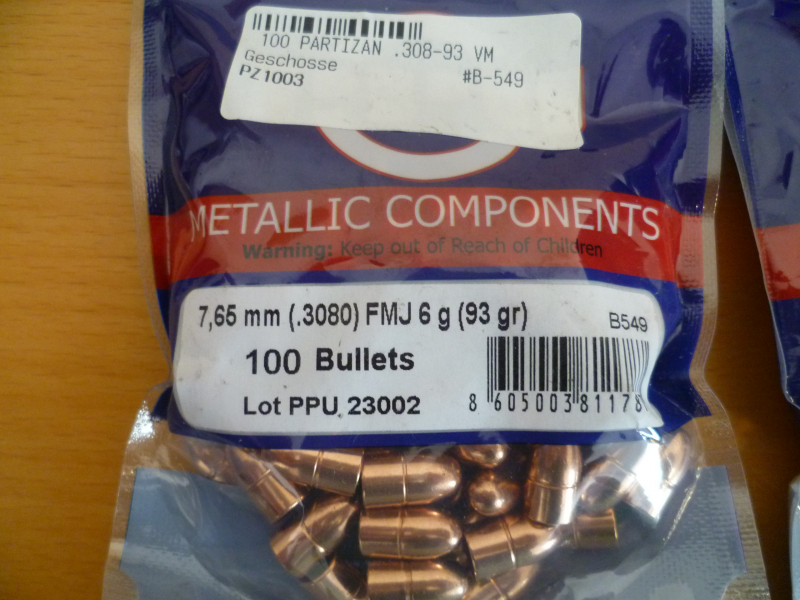 100 PARTIZAN .308-93 VM
Geschosse
PZ1003 #B-549
METALLIC COMPONENTS
Warning: Keep out of Reach of Children
7,65 mm (.3080) FMJ 6 g (93 gr)
B549
100 Bullets
Lot PPU 23002
8 605003 81178